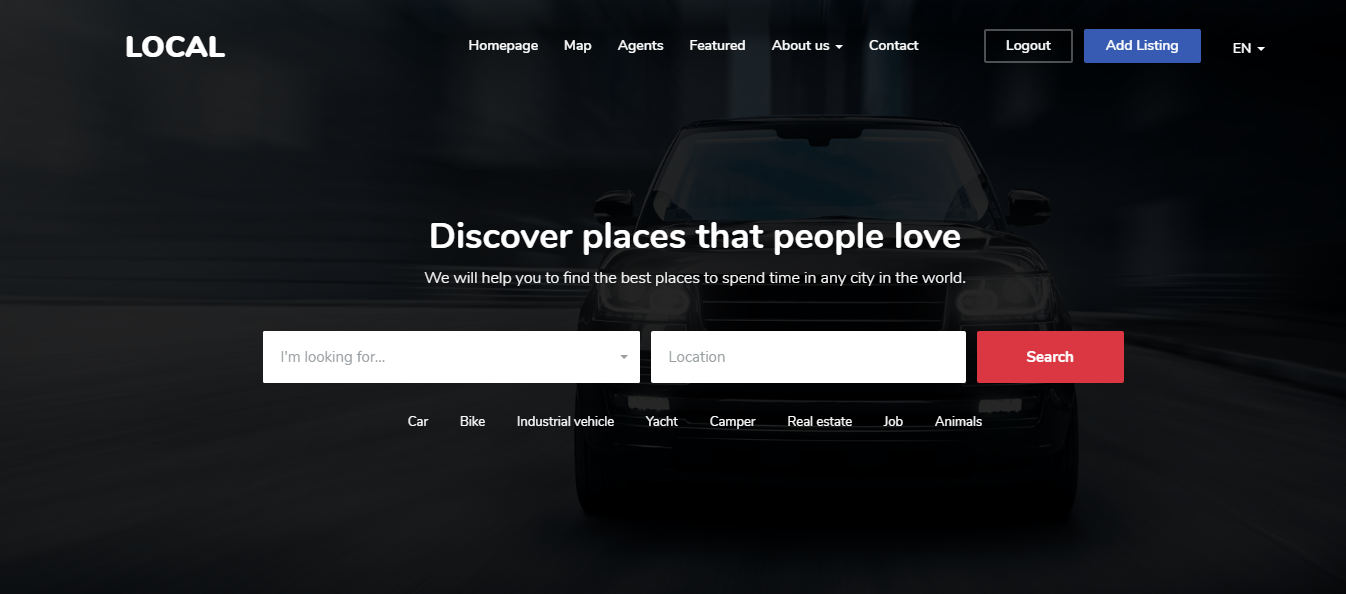 LOCAL Homepage Map Agents Featured About us Contact Logout Add Listing EN
Discover places that people love
We will help you to find the best places to spend time in any city in the world.
I'm looking for... Location Search
Car Bike Industrial vehicle Yacht Camper Real estate Job Animals